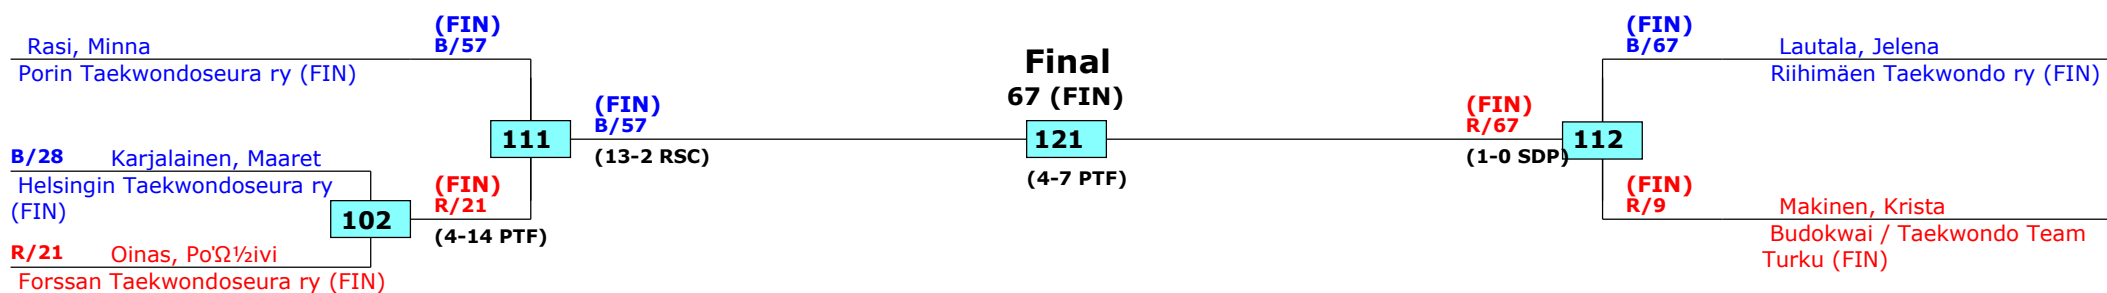 (FIN)
B/57
Rasi, Minna
Porin Taekwondoseura ry (FIN)
B/28 Karjalainen, Maaret
Helsingin Taekwondoseura ry
(FIN)
R/21 Oinas, Po'Ω½ivi
Forssan Taekwondoseura ry (FIN)
102
(FIN)
R/21
(4-14 PTF)
111
(FIN)
B/57
(13-2 RSC)
Final
67 (FIN)
121
(4-7 PTF)
(FIN)
R/67
(1-0 SDP)
112
(FIN)
B/67
Lautala, Jelena
Riihimäen Taekwondo ry (FIN)
(FIN)
R/9
Makinen, Krista
Budokwai / Taekwondo Team
Turku (FIN)